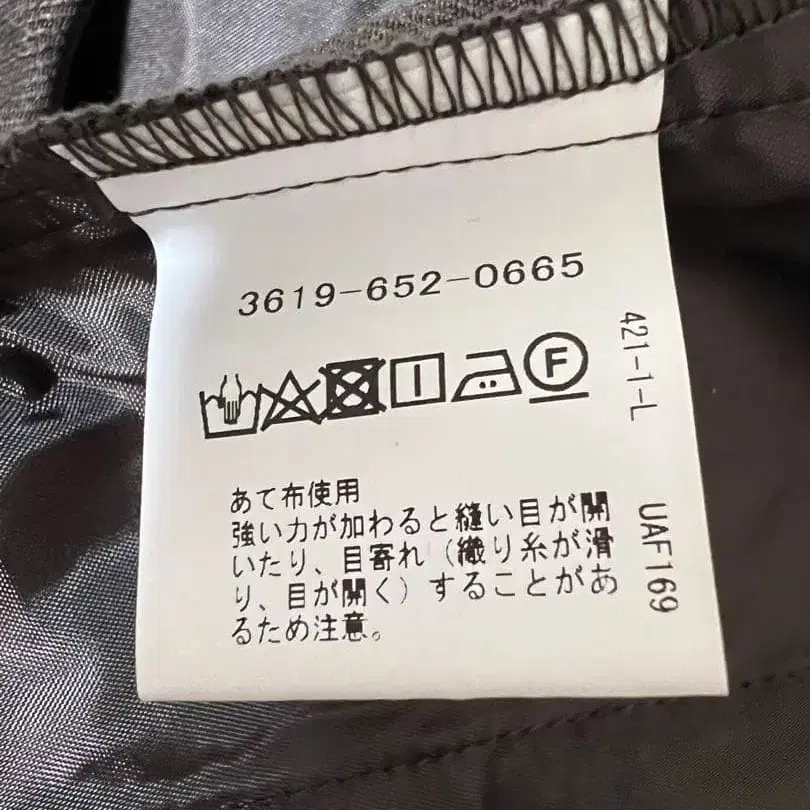 3619-652-0665
F
あて布使用
強い力が加わると縫い目が開
いたり、目寄れ（織り糸が滑
り、目が開く）することがあ
るため注意。
421-1-L
UAF169